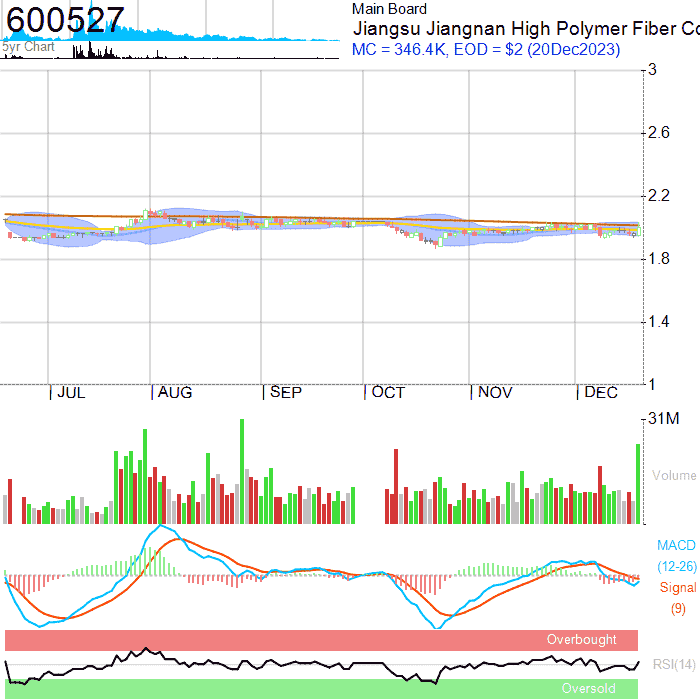 600527
5yr Chart
Main Board
Jiangsu Jiangnan High Polymer Fiber Co
MC = 346.4K, EOD = $2 (20Dec2023)
3
2.6
2.2
1.8
1.4
1
JUL AUG SEP OCT NOV DEC
31M
Volume
MACD
(12-26)
Signal
(9)
Overbought
RSI(14)
Oversold